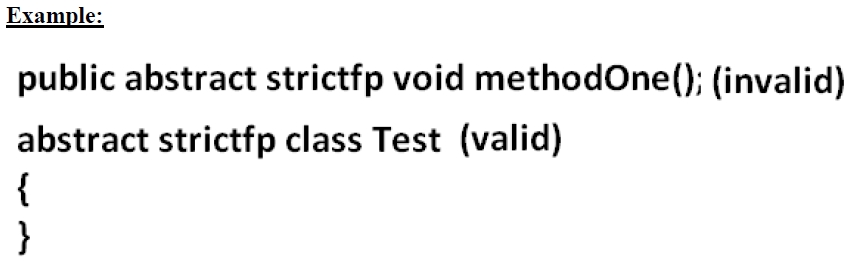 Example:
public abstract strictfp void methodOne(); (invalid)
abstract strictfp class Test (valid)
{
}